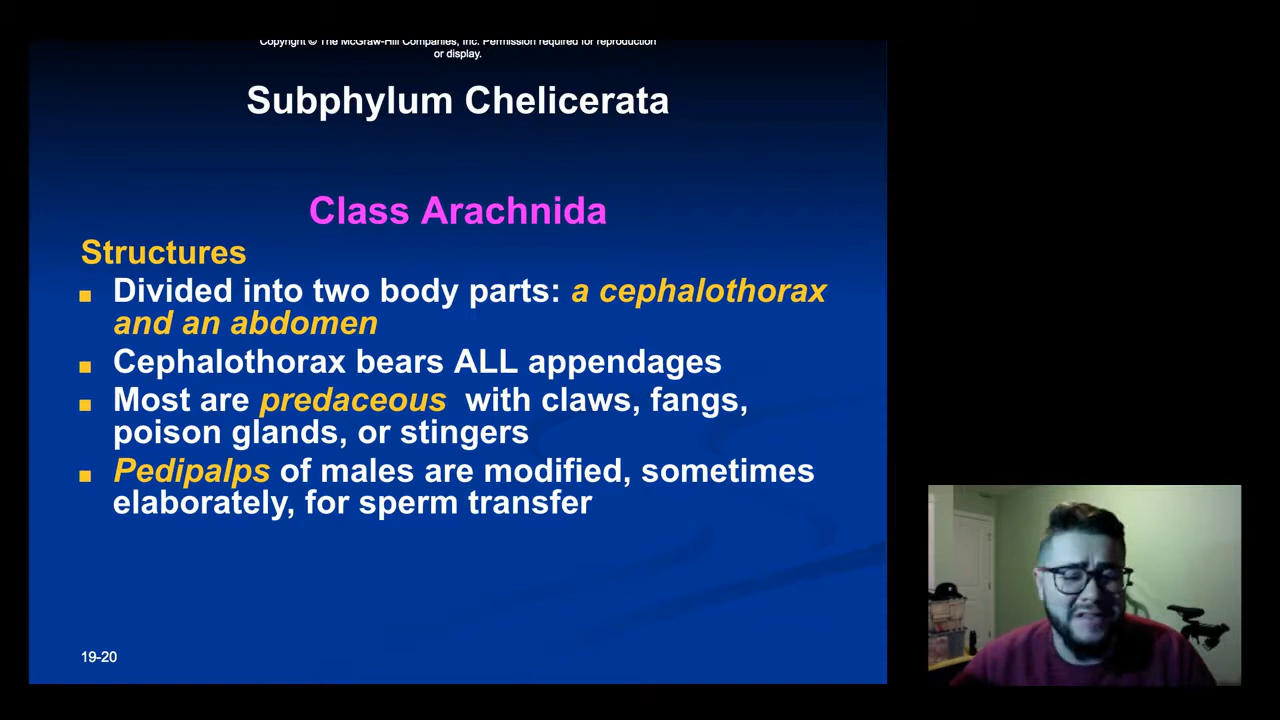 Copyright © The McGraw-Hill Companies, Inc. Permission required for reproduction
or display.
Subphylum Chelicerata
Class Arachnida
Structures
Divided into two body parts: a cephalothorax
and an abdomen
Cephalothorax bears ALL appendages
Most are predaceous with claws, fangs,
poison glands, or stingers
Pedipalps of males are modified, sometimes
elaborately, for sperm transfer
19-20